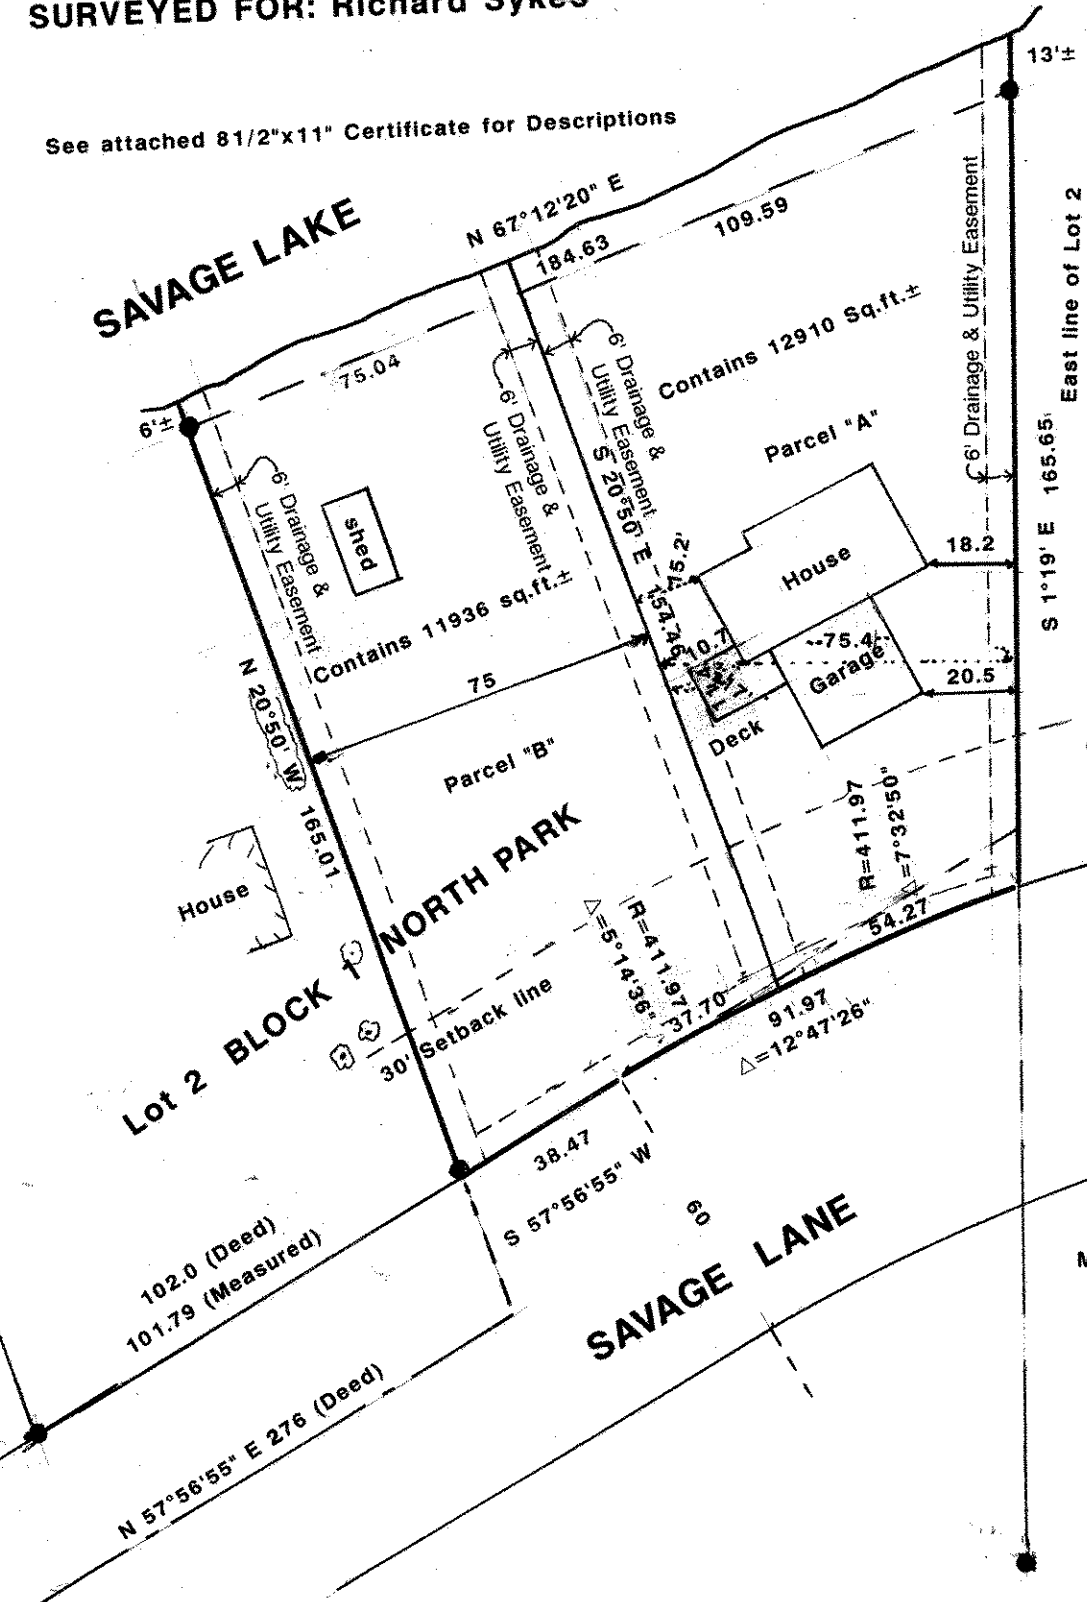 SURVEYED FOR: Richard Sykes
13'±
See attached 81/2"x11" Certificate for Descriptions
SAVAGE LAKE
N 67°12'20" E
184.63
109.59
6' Drainage & Utility Easement
East line of Lot 2
S 1°19' E 165.65
75.04
6'±
6' Drainage &
Utility Easement
6' Drainage &
Utility Easement
6' Drainage &
Utility Easement
Contains 12910 Sq.ft.±
Parcel "A"
S 20°50' E 154.46
shed
15.2'
House
18.2
Contains 11936 sq.ft.±
10.7
75.4
Garage
20.5
75
N 20°50' W 165.01
Deck
Parcel "B"
R=411.97
△=7°32'50"
House
NORTH PARK
Lot 2 BLOCK 1
R=411.97
△=5°14'36"
54.27
37.70
91.97
△=12°47'26"
30' Setback line
38.47
S 57°56'55" W
60
SAVAGE LANE
102.0 (Deed)
101.79 (Measured)
N 57°56'55" E 276 (Deed)